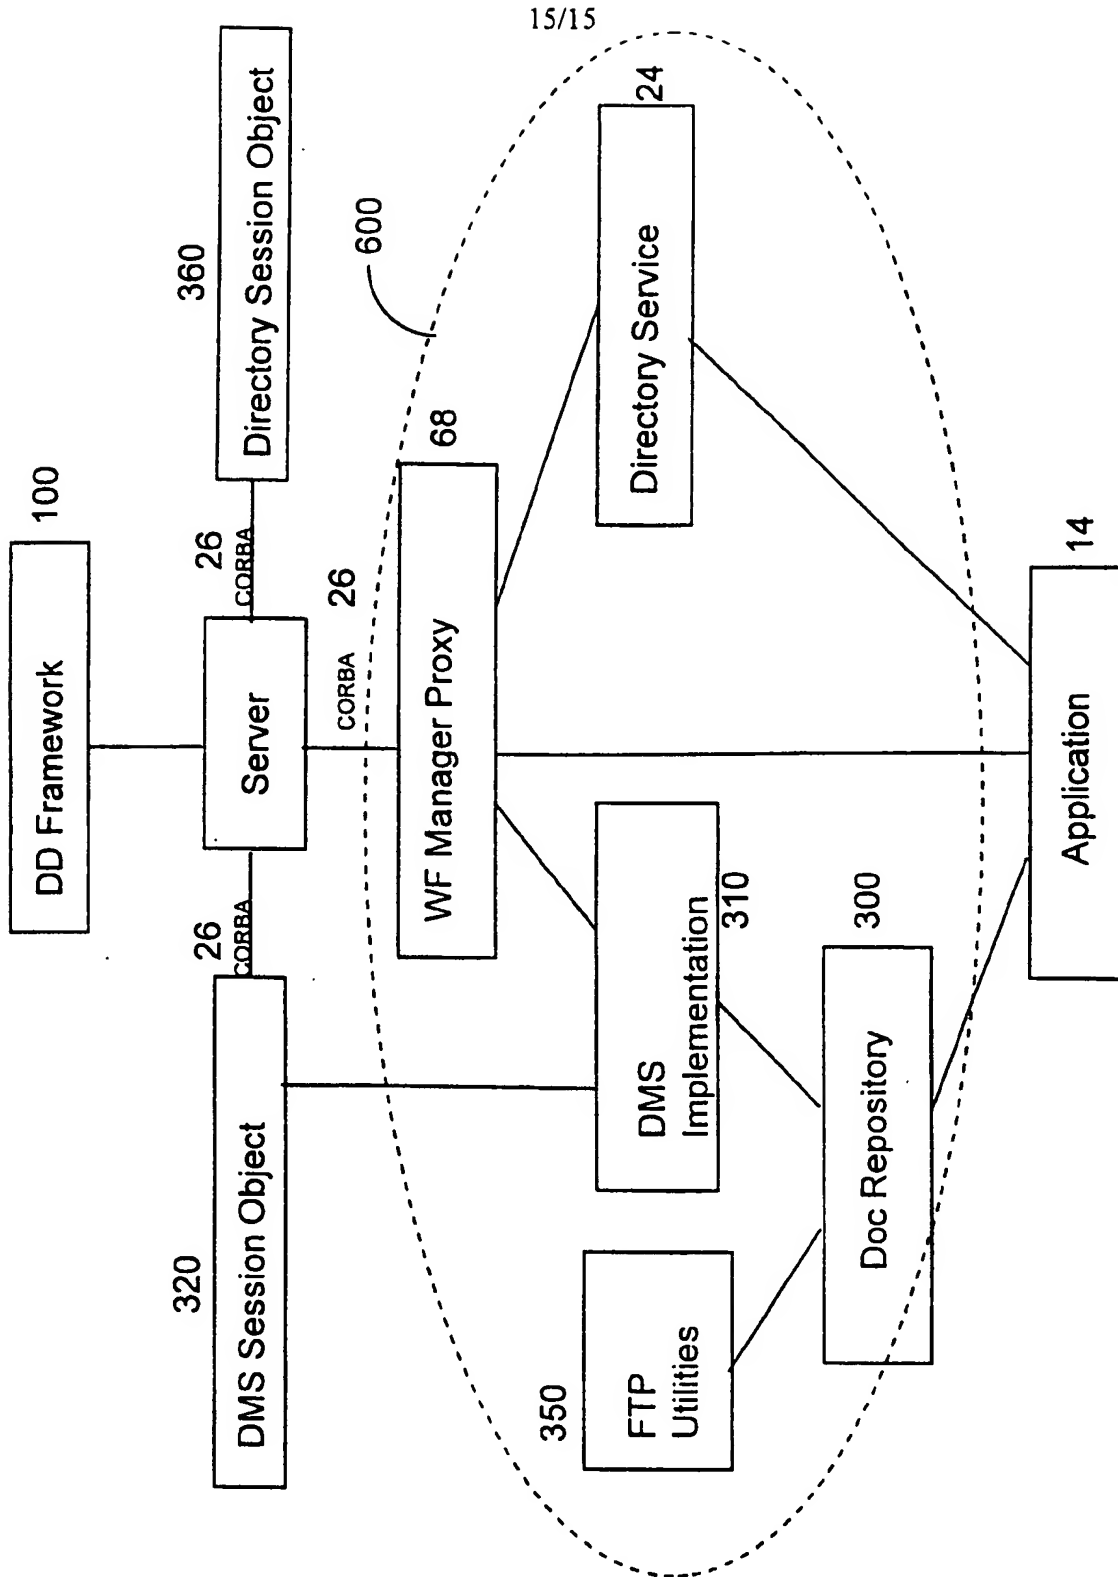 15/15
100
DD Framework
320
DMS Session Object
26
CORBA
Server
26
CORBA
360
Directory Session Object
26
CORBA
600
WF Manager Proxy
68
350
FTP
Utilities
DMS
Implementation
310
Directory Service
24
Doc Repository
300
Application
14